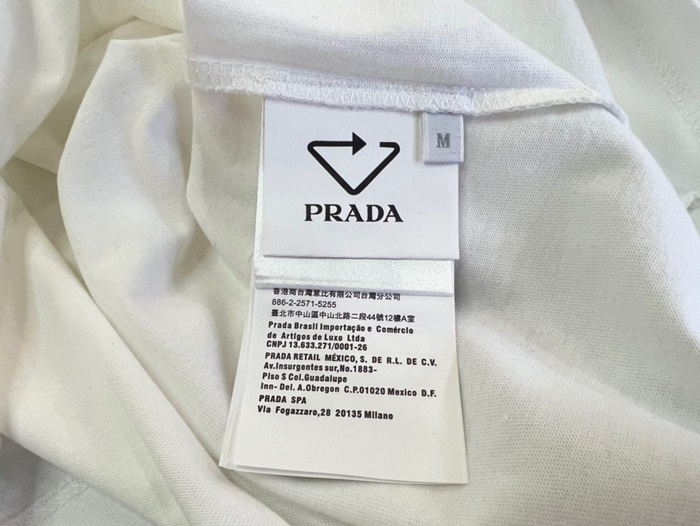 M
PRADA
香港商台灣意比有限公司台灣分公司
886-2-2571-5255
臺北市中山區中山北路二段44號12樓A室
Prada Brasil Importação e Comércio
de Artigos de Luxo Ltda
CNPJ 13.633.271/0001-26
PRADA RETAIL MÉXICO, S. DE R.L. DE C.V.
Av.Insurgentes sur,No.1883-
Piso S Col.Guadalupe
Inn- Del. A.Obregon C.P.01020 Mexico D.F.
PRADA SPA
Via Fogazzaro,28 20135 Milano